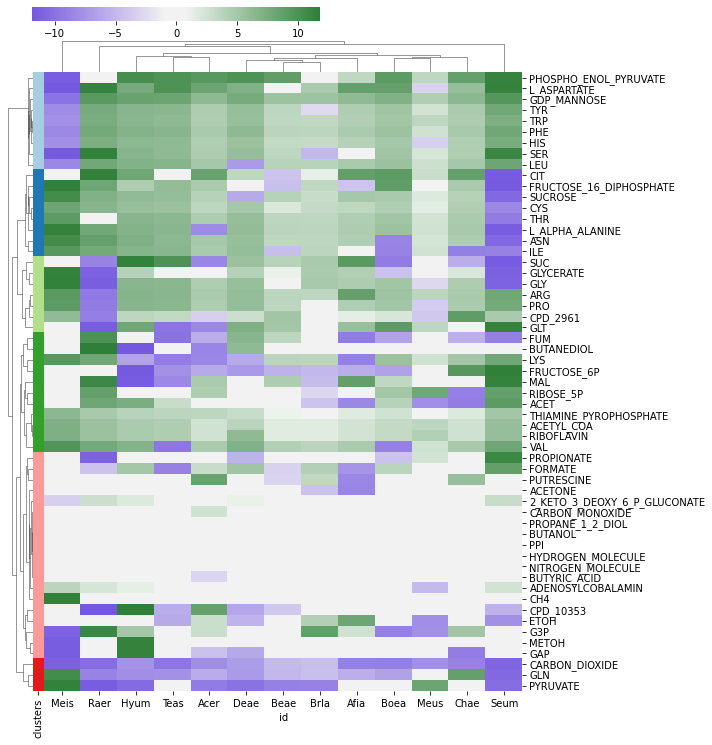 −10 −5 0 5 10
PHOSPHO_ENOL_PYRUVATE
L_ASPARTATE
GDP_MANNOSE
TYR
TRP
PHE
HIS
SER
LEU
CIT
FRUCTOSE_16_DIPHOSPHATE
SUCROSE
CYS
THR
L_ALPHA_ALANINE
ASN
ILE
SUC
GLYCERATE
GLY
ARG
PRO
CPD_2961
GLT
FUM
BUTANEDIOL
LYS
FRUCTOSE_6P
MAL
RIBOSE_5P
ACET
THIAMINE_PYROPHOSPHATE
ACETYL_COA
RIBOFLAVIN
VAL
PROPIONATE
FORMATE
PUTRESCINE
ACETONE
2_KETO_3_DEOXY_6_P_GLUCONATE
CARBON_MONOXIDE
PROPANE_1_2_DIOL
BUTANOL
PPI
HYDROGEN_MOLECULE
NITROGEN_MOLECULE
BUTYRIC_ACID
ADENOSYLCOBALAMIN
CH4
CPD_10353
ETOH
G3P
METOH
GAP
CARBON_DIOXIDE
GLN
PYRUVATE
clusters Meis Raer Hyum Teas Acer Deae Beae Brla Afia Boea Meus Chae Seum
id